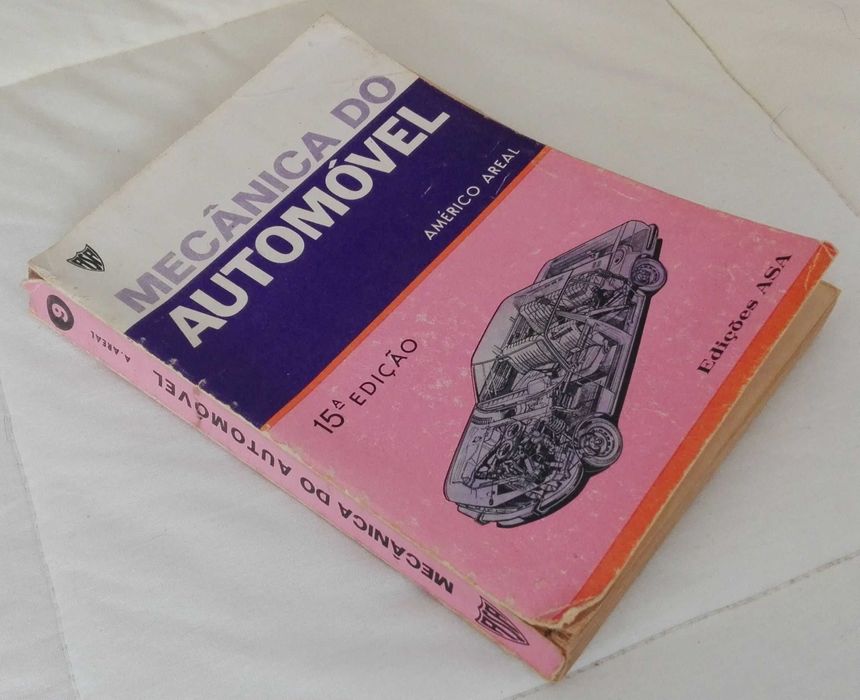 MECÂNICA DO
AUTOMÓVEL
AMÉRICO AREAL
15ª EDIÇÃO
Edições ASA
MECÂNICA DO AUTOMÓVEL
A. AREAL
9